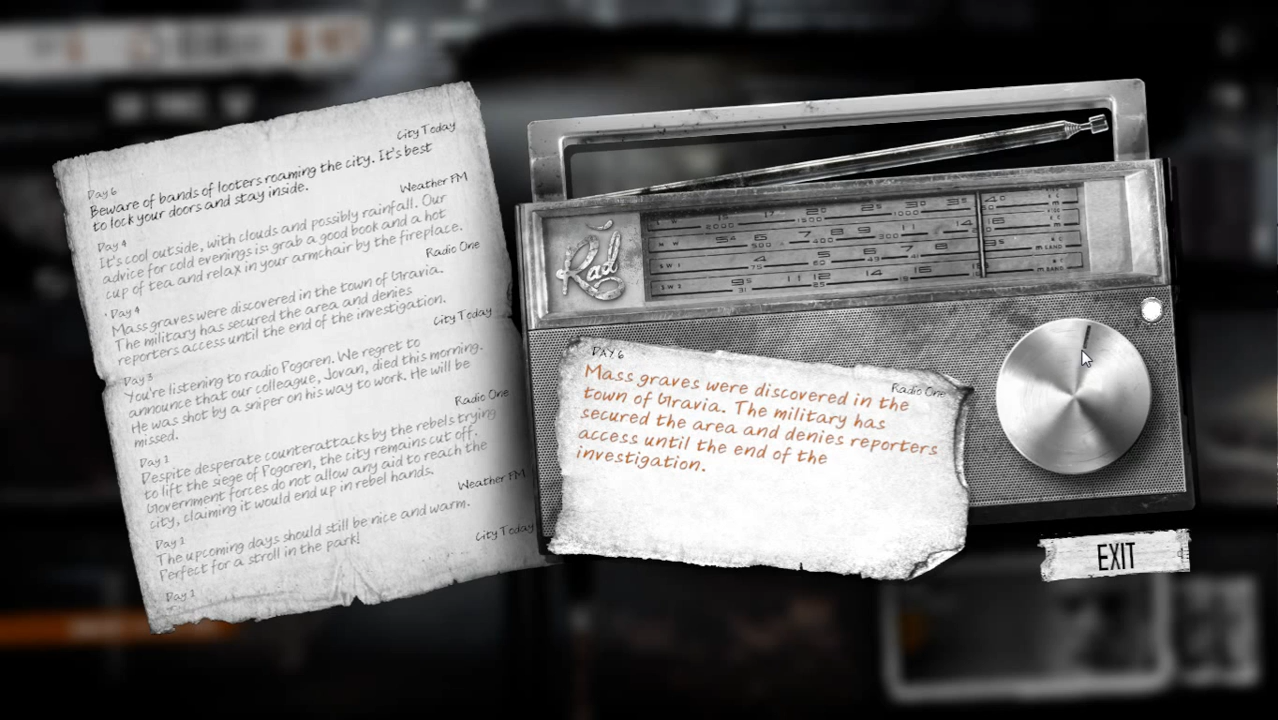 City Today
Day 6
Beware of bands of looters roaming the city. It's best
to lock your doors and stay inside.
Weather FM
Day 4
It's cool outside, with clouds and possibly rainfall. Our
advice for cold evenings is: grab a good book and a hot
cup of tea and relax in your armchair by the fireplace.
Radio One
Day 4
Mass graves were discovered in the town of Gravia.
The military has secured the area and denies
reporters access until the end of the investigation.
City Today
Day 3
You're listening to radio Pogoren. We regret to
announce that our colleague, Jovan, died this morning.
He was shot by a sniper on his way to work. He will be
missed.
Radio One
Day 1
Despite desperate counterattacks by the rebels trying
to lift the siege of Pogoren, the city remains cut off.
Government forces do not allow any aid to reach the
city, claiming it would end up in rebel hands.
Weather FM
Day 1
The upcoming days should still be nice and warm.
Perfect for a stroll in the park!
City Today
Day 1
Rad
DAY 6
Radio One
Mass graves were discovered in the
town of Gravia. The military has
secured the area and denies reporters
access until the end of the
investigation.
EXIT